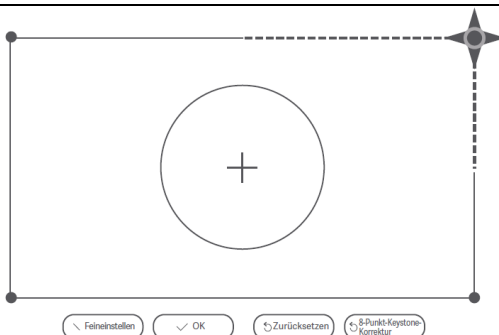 Feineinstellen
OK
Zurücksetzen
8-Punkt-Keystone-
Korrektur